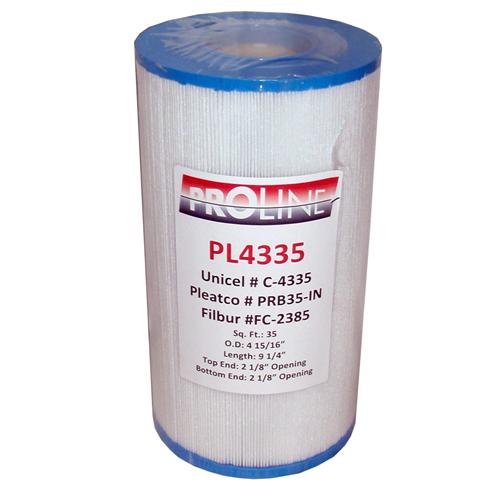 PROLINE
PL4335
Unicel # C-4335
Pleatco # PRB35-IN
Filbur #FC-2385
Sq. Ft.: 35
O.D: 4 15/16”
Length: 9 1/4”
Top End: 2 1/8” Opening
Bottom End: 2 1/8” Opening